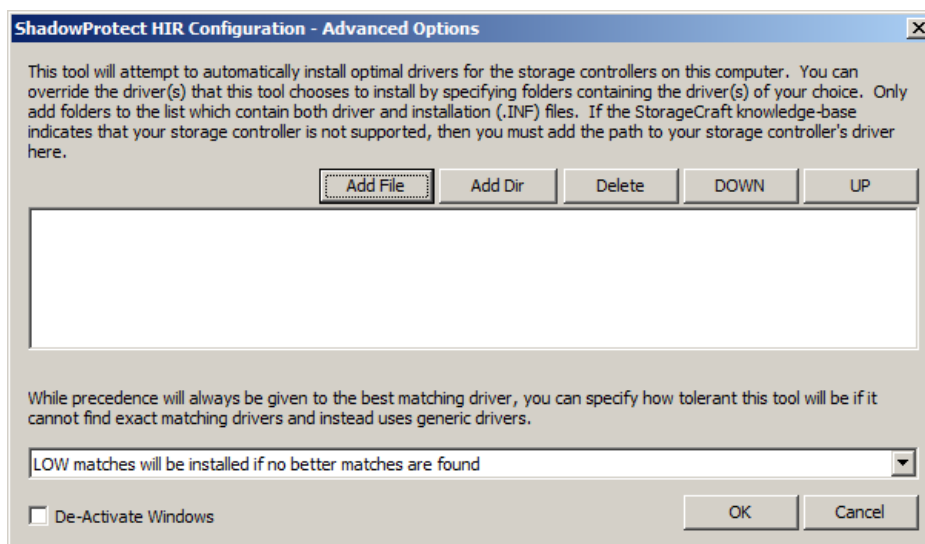 ShadowProtect HIR Configuration - Advanced Options
This tool will attempt to automatically install optimal drivers for the storage controllers on this computer.  You can
override the driver(s) that this tool chooses to install by specifying folders containing the driver(s) of your choice.  Only
add folders to the list which contain both driver and installation (.INF) files.  If the StorageCraft knowledge-base
indicates that your storage controller is not supported, then you must add the path to your storage controller's driver
here.
Add File Add Dir Delete DOWN UP
While precedence will always be given to the best matching driver, you can specify how tolerant this tool will be if it
cannot find exact matching drivers and instead uses generic drivers.
LOW matches will be installed if no better matches are found
De-Activate Windows OK Cancel